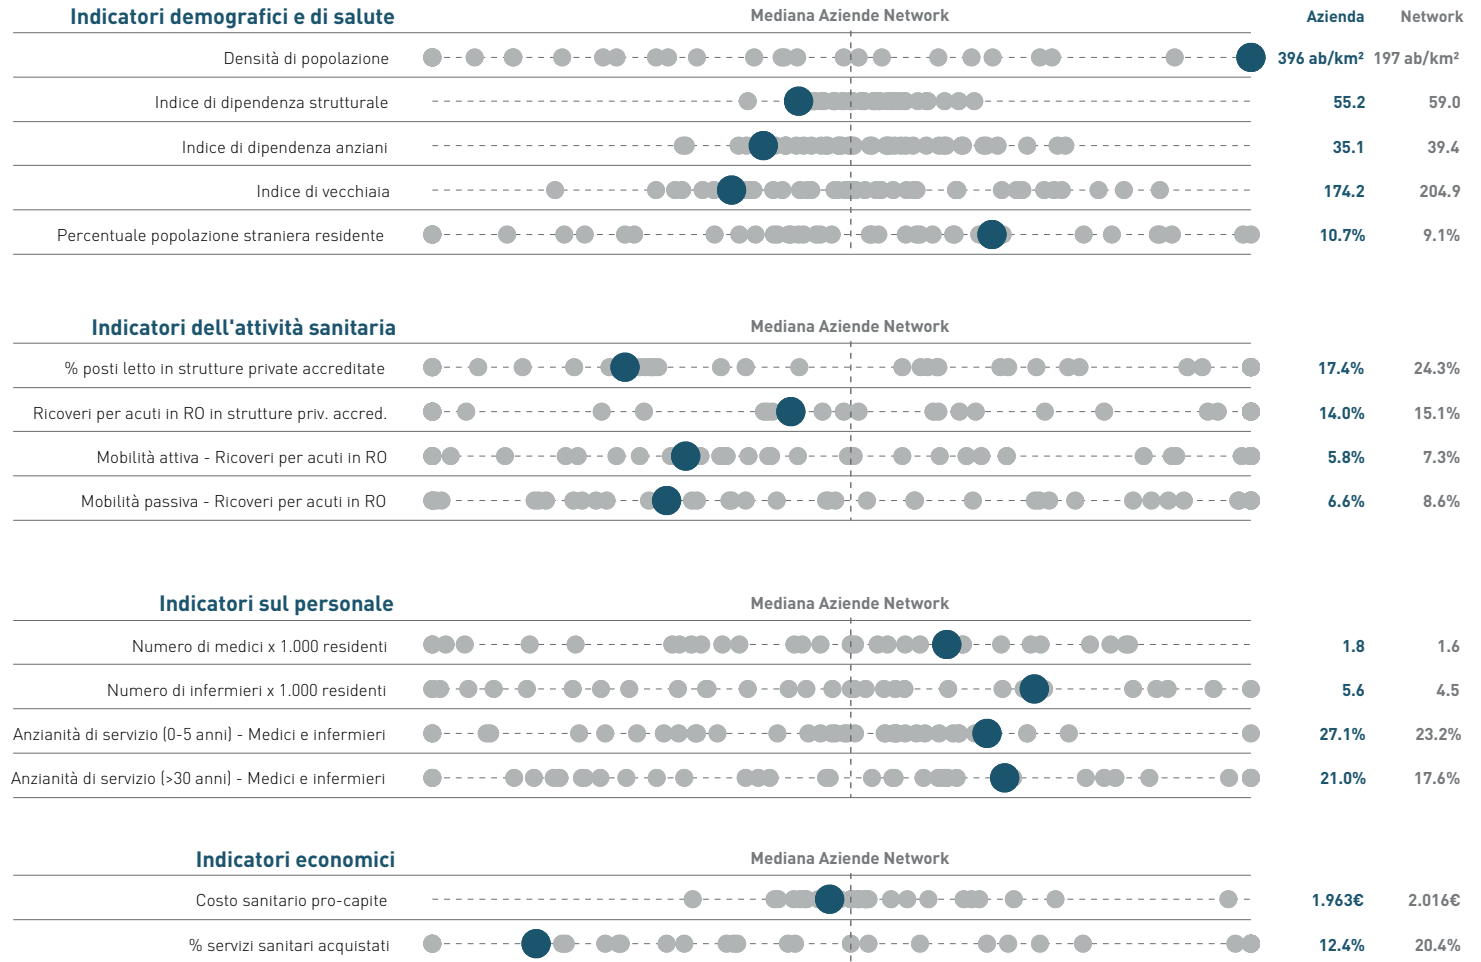 Indicatori demografici e di salute Mediana Aziende Network Azienda Network
Densità di popolazione 396 ab/km² 197 ab/km²
Indice di dipendenza strutturale 55.2 59.0
Indice di dipendenza anziani 35.1 39.4
Indice di vecchiaia 174.2 204.9
Percentuale popolazione straniera residente 10.7% 9.1%
Indicatori dell'attività sanitaria Mediana Aziende Network
% posti letto in strutture private accreditate 17.4% 24.3%
Ricoveri per acuti in RO in strutture priv. accred. 14.0% 15.1%
Mobilità attiva - Ricoveri per acuti in RO 5.8% 7.3%
Mobilità passiva - Ricoveri per acuti in RO 6.6% 8.6%
Indicatori sul personale Mediana Aziende Network
Numero di medici x 1.000 residenti 1.8 1.6
Numero di infermieri x 1.000 residenti 5.6 4.5
Anzianità di servizio (0-5 anni) - Medici e infermieri 27.1% 23.2%
Anzianità di servizio (>30 anni) - Medici e infermieri 21.0% 17.6%
Indicatori economici Mediana Aziende Network
Costo sanitario pro-capite 1.963€ 2.016€
% servizi sanitari acquistati 12.4% 20.4%